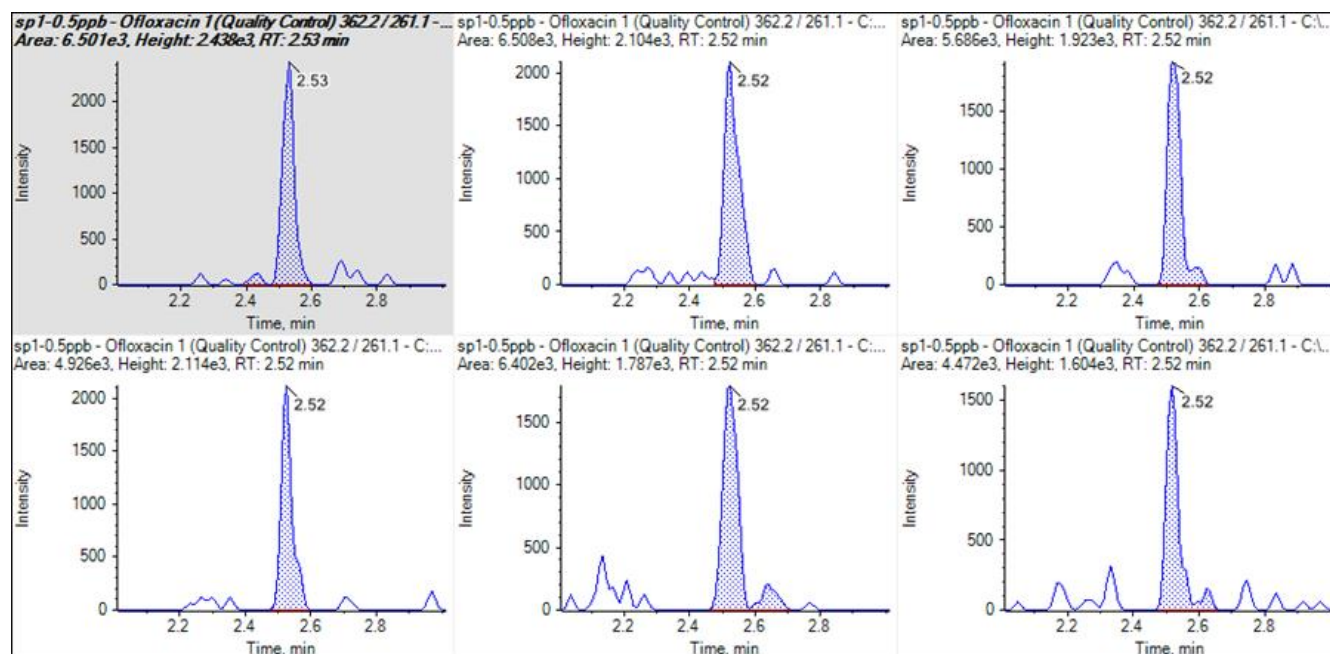 sp1-0.5ppb - Ofloxacin 1 (Quality Control) 362.2 / 261.1 -...
Area: 6.501e3, Height: 2.438e3, RT: 2.53 min
2.53
2000
1500
1000
500
0
Intensity
2.2 2.4 2.6 2.8
Time, min
sp1-0.5ppb - Ofloxacin 1 (Quality Control) 362.2 / 261.1 - C:...
Area: 6.508e3, Height: 2.104e3, RT: 2.52 min
2.52
2000
1500
1000
500
0
Intensity
2.2 2.4 2.6 2.8
Time, min
sp1-0.5ppb - Ofloxacin 1 (Quality Control) 362.2 / 261.1 - C:\...
Area: 5.686e3, Height: 1.923e3, RT: 2.52 min
2.52
1500
1000
500
0
Intensity
2.2 2.4 2.6 2.8
Time, min
sp1-0.5ppb - Ofloxacin 1 (Quality Control) 362.2 / 261.1 - C:...
Area: 4.926e3, Height: 2.114e3, RT: 2.52 min
2.52
2000
1500
1000
500
0
Intensity
2.2 2.4 2.6 2.8
Time, min
sp1-0.5ppb - Ofloxacin 1 (Quality Control) 362.2 / 261.1 - C:...
Area: 6.402e3, Height: 1.787e3, RT: 2.52 min
2.52
1500
1000
500
0
Intensity
2.2 2.4 2.6 2.8
Time, min
sp1-0.5ppb - Ofloxacin 1 (Quality Control) 362.2 / 261.1 - C:\...
Area: 4.472e3, Height: 1.604e3, RT: 2.52 min
2.52
1500
1000
500
0
Intensity
2.2 2.4 2.6 2.8
Time, min